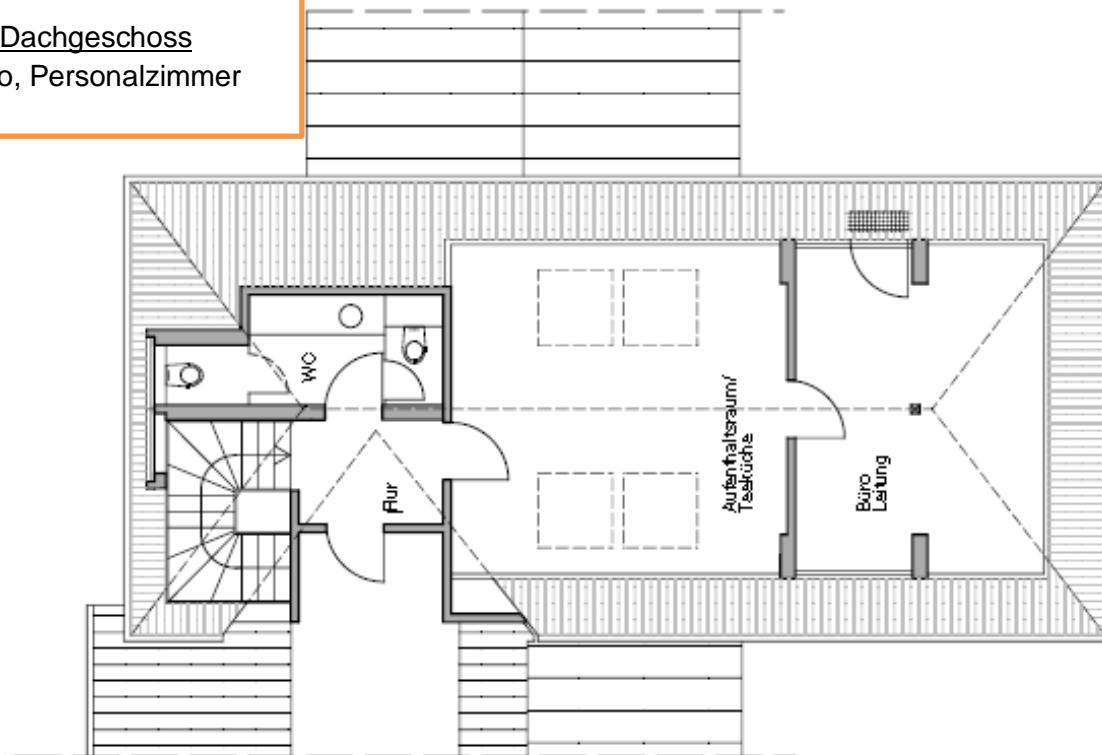 Dachgeschoss
o, Personalzimmer
WC
Flur
Aufenthaltsraum/
Teeküche
Büro
Leitung